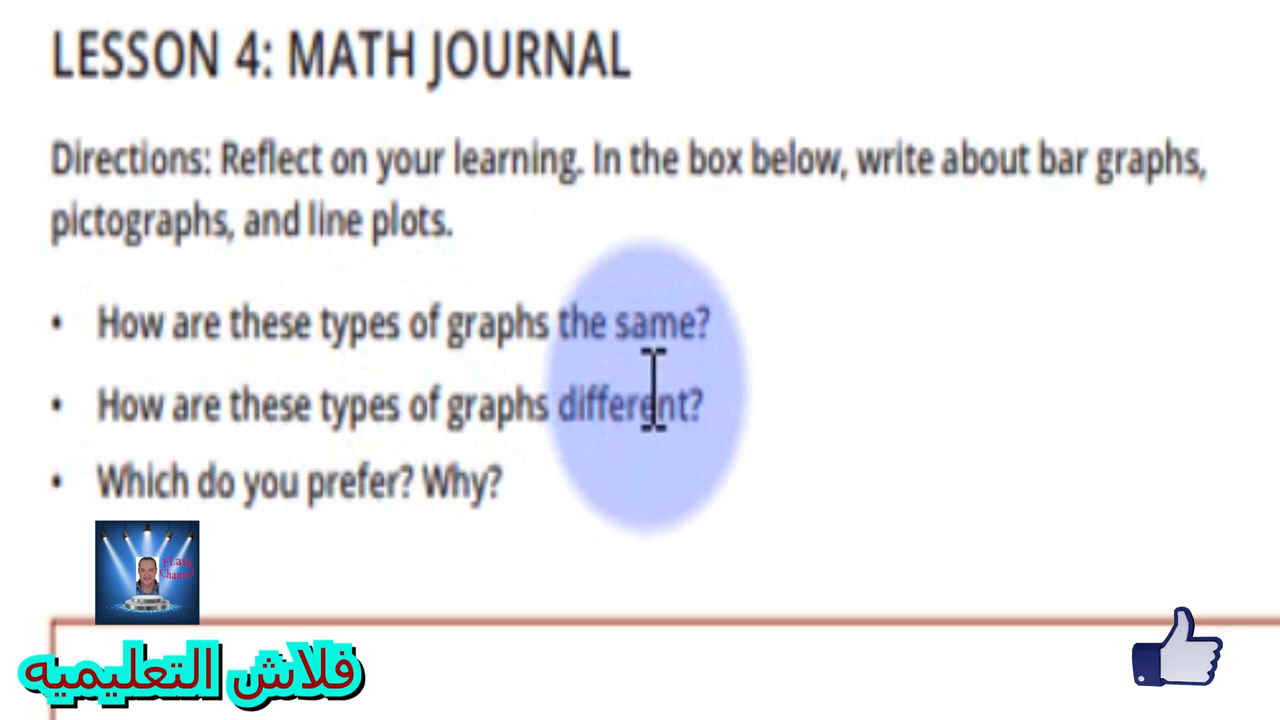 LESSON 4: MATH JOURNAL
Directions: Reflect on your learning. In the box below, write about bar graphs,
pictographs, and line plots.
• How are these types of graphs the same?
• How are these types of graphs different?
• Which do you prefer? Why?
FLash
Channel
فلاش التعليميه